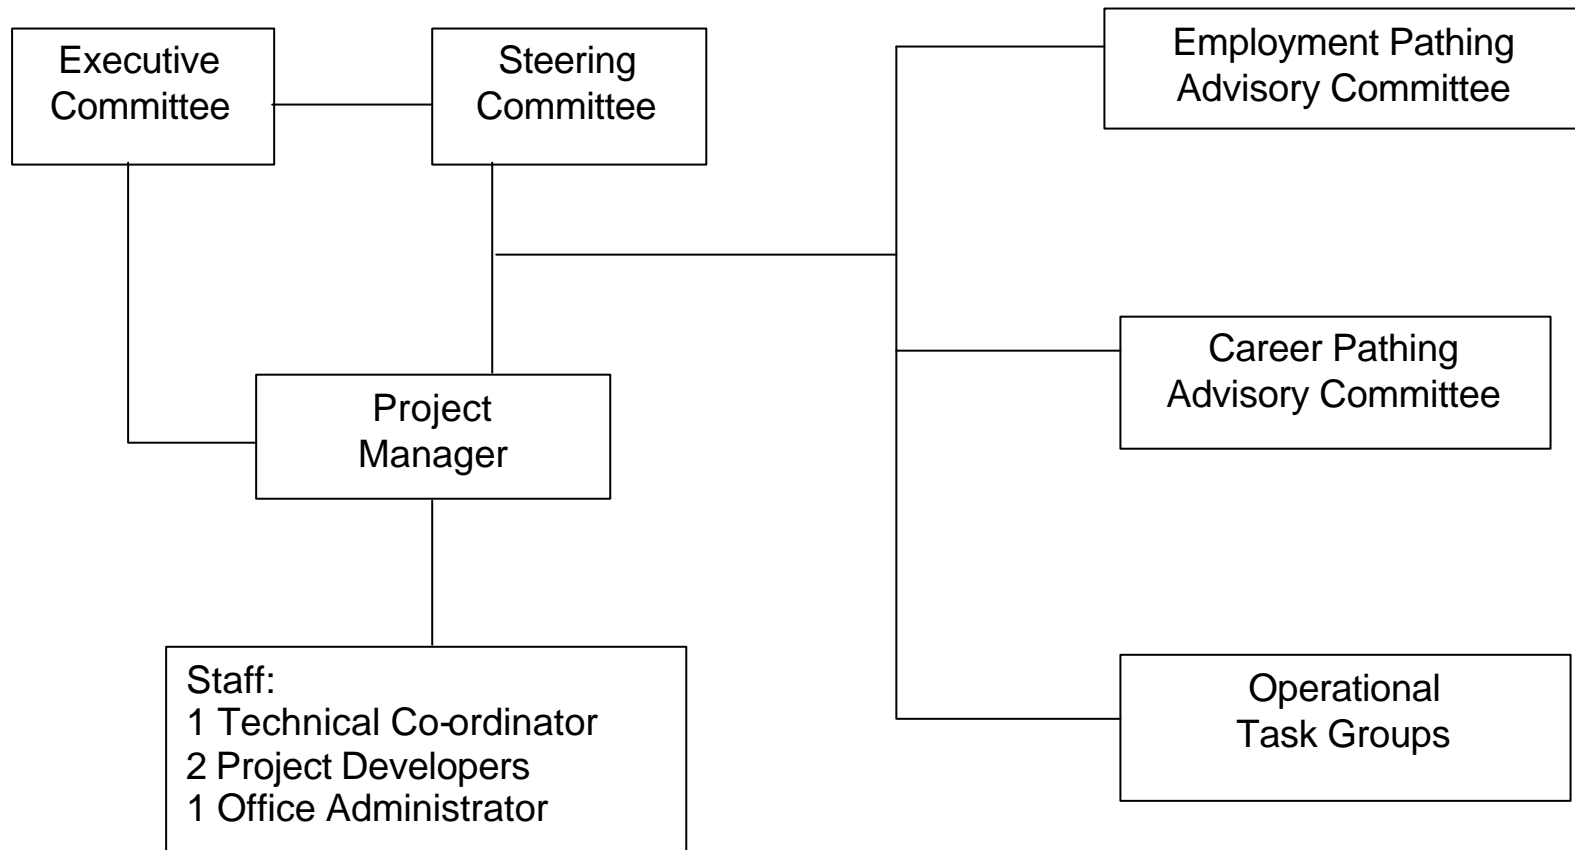 Executive
Committee
Steering
Committee
Employment Pathing
Advisory Committee
Career Pathing
Advisory Committee
Project
Manager
Operational
Task Groups
Staff:
1 Technical Co-ordinator
2 Project Developers
1 Office Administrator